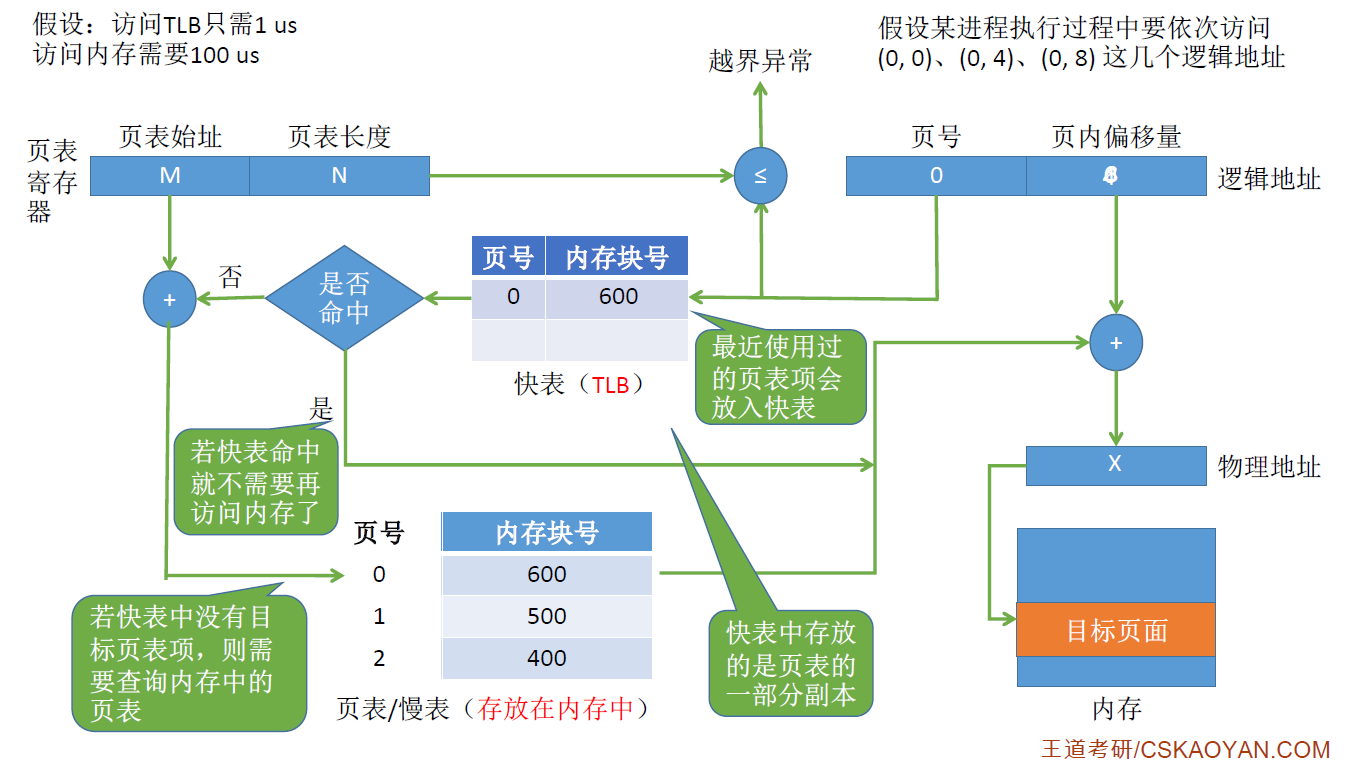 假设：访问TLB只需1 us
访问内存需要100 us
假设某进程执行过程中要依次访问
(0, 0)、(0, 4)、(0, 8) 这几个逻辑地址
越界异常
页表
寄存
器
页表始址
页表长度
M
N
≤
页号
页内偏移量
0
逻辑地址
+
否
是否
命中
是
页号
内存块号
0
600
快表（TLB）
最近使用过
的页表项会
放入快表
+
若快表命中
就不需要再
访问内存了
X
物理地址
页号
内存块号
0
600
1
500
2
400
页表/慢表（存放在内存中）
若快表中没有目
标页表项，则需
要查询内存中的
页表
快表中存放
的是页表的
一部分副本
目标页面
内存
王道考研/CSKAOYAN.COM